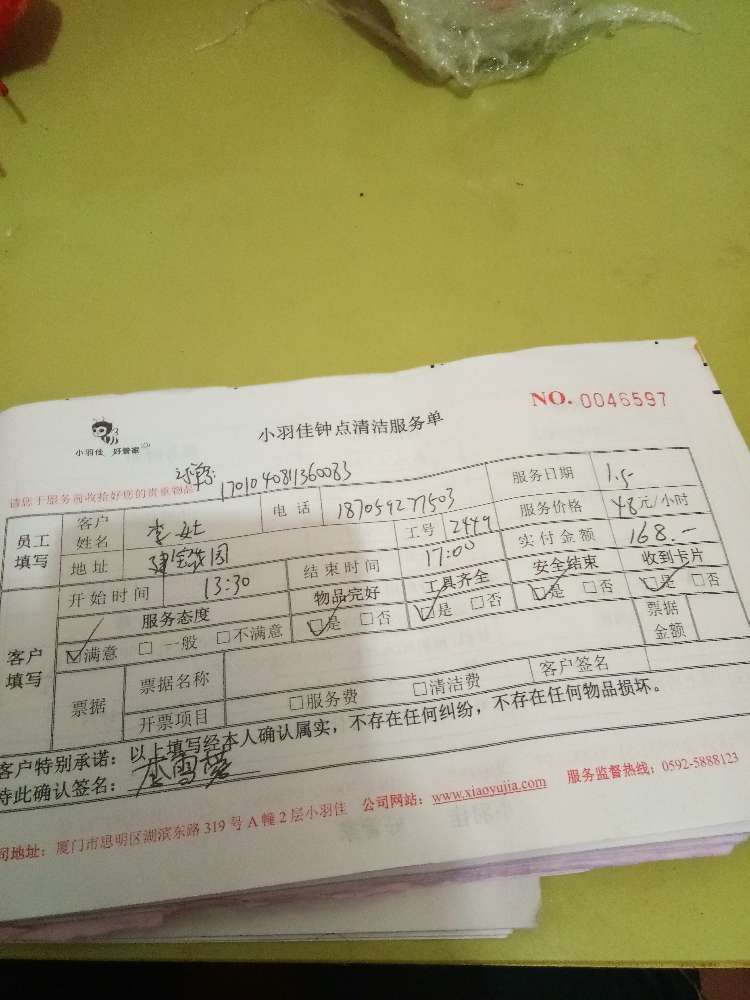 NO. 0046597
小羽佳 好管家
小羽佳钟点清洁服务单
请您于服务前收拾好您的贵重物品
1701040811360083
员工填写 客户姓名 李女士 电话 187059277503 服务日期 1.5
地址 工号 2449 服务价格 48元/小时
开始时间 13:30 结束时间 17:00 实付金额 168.-
客户填写 服务态度 物品完好 工具齐全 安全结束 收到卡片
☑满意 □一般 □不满意 ☑是 □否 ☑是 □否 ☑是 □否 ☑是 □否
票据 票据名称 票据金额
开票项目 □服务费 □清洁费 客户签名
客户特别承诺：以上填写经本人确认属实，不存在任何纠纷，不存在任何物品损坏。
特此确认签名：
司地址：厦门市思明区湖滨东路 319 号 A 幢 2 层小羽佳 公司网站：www.xiaoyujia.com 服务监督热线：0592-5888123